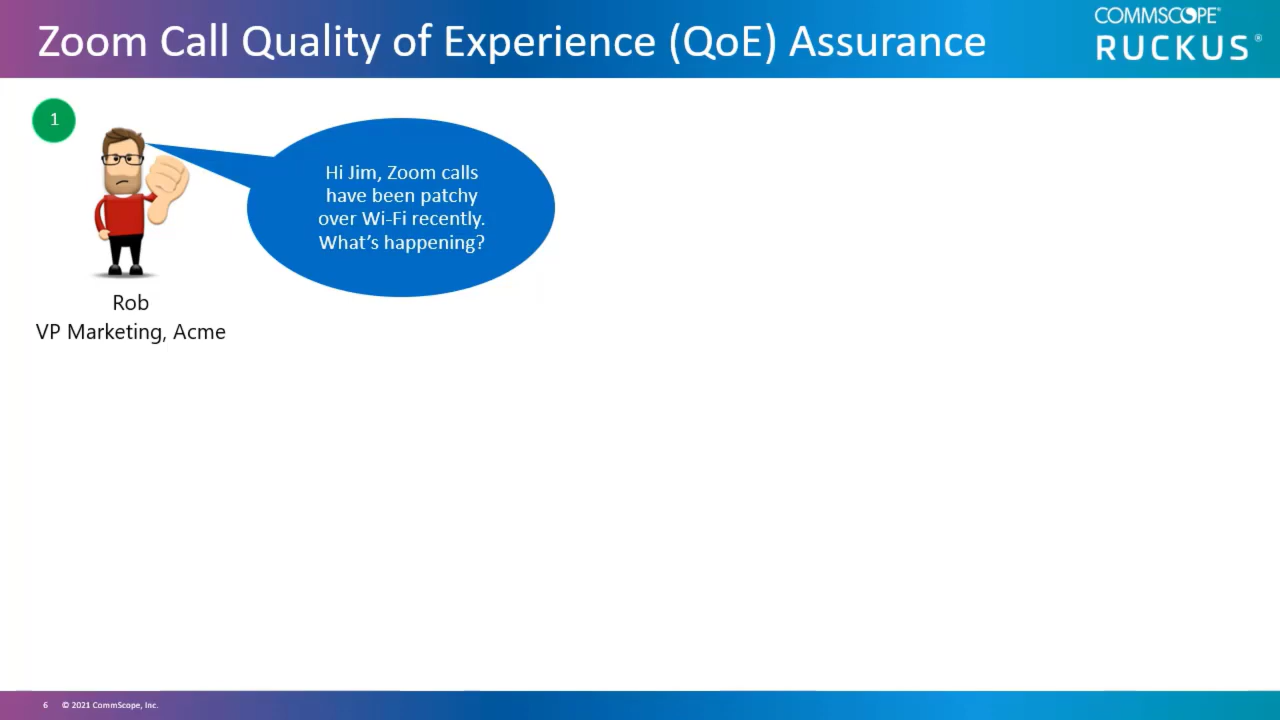 Zoom Call Quality of Experience (QoE) Assurance
COMMSCOPE®
RUCKUS®
1
Hi Jim, Zoom calls
have been patchy
over Wi-Fi recently.
What’s happening?
Rob
VP Marketing, Acme
6 © 2021 CommScope, Inc.